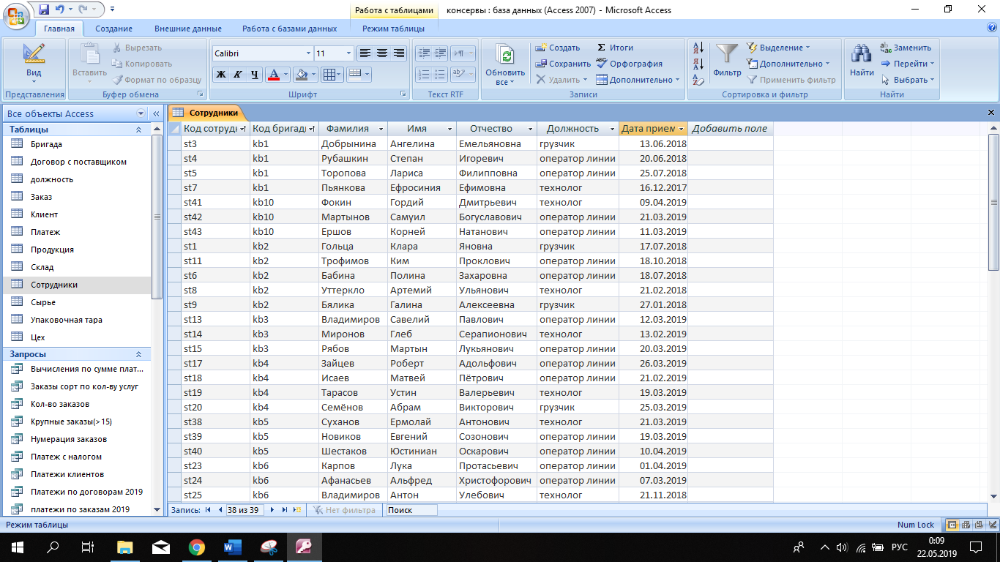 Работа с таблицами консервы : база данных (Access 2007) - Microsoft Access
Главная Создание Внешние данные Работа с базами данных Режим таблицы
Вид
Представления
Вставить
Вырезать
Копировать
Формат по образцу
Буфер обмена
Calibri 11
Ж К Ч А
Шрифт
Текст RTF
Обновить все
Создать
Сохранить
Удалить
Итоги
Орфография
Дополнительно
Записи
Фильтр
Выделение
Дополнительно
Применить фильтр
Сортировка и фильтр
Найти
Заменить
Перейти
Выбрать
Найти
Все объекты Access
Таблицы
Бригада
Договор с поставщиком
должность
Заказ
Клиент
Платеж
Продукция
Склад
Сотрудники
Сырье
Упаковочная тара
Цех
Запросы
Вычисления по сумме плат...
Заказы сорт по кол-ву услуг
Кол-во заказов
Крупные заказы(>15)
Нумерация заказов
Платеж с налогом
Платежи клиентов
Платежи по договорам 2019
платежи по заказам 2019
Сотрудники
Код сотруд Код бригад Фамилия Имя Отчество Должность Дата прием Добавить поле
st3 kb1 Добрынина Ангелина Емельяновна грузчик 13.06.2018
st4 kb1 Рубашкин Степан Игоревич оператор линии 20.06.2018
st5 kb1 Торопова Лариса Филипповна оператор линии 25.07.2018
st7 kb1 Пьянкова Ефросиния Ефимовна технолог 16.12.2017
st41 kb10 Фокин Гордий Дмитрьевич технолог 09.04.2019
st42 kb10 Мартынов Самуил Богуславович оператор линии 21.03.2019
st43 kb10 Ершов Корней Натанович оператор линии 11.03.2019
st1 kb2 Гольца Клара Яновна грузчик 17.07.2018
st11 kb2 Трофимов Ким Проклович оператор линии 18.10.2018
st6 kb2 Бабина Полина Захаровна оператор линии 18.07.2018
st8 kb2 Уттеркло Артемий Ульянович технолог 21.02.2018
st9 kb2 Бялика Галина Алексеевна грузчик 27.01.2018
st13 kb3 Владимиров Савелий Павлович оператор линии 12.03.2019
st14 kb3 Миронов Глеб Серапионович технолог 13.02.2019
st15 kb3 Рябов Мартын Лукьянович оператор линии 20.03.2019
st17 kb4 Зайцев Роберт Адольфович оператор линии 26.03.2019
st18 kb4 Исаев Матвей Пётрович оператор линии 21.02.2019
st19 kb4 Тарасов Устин Валерьевич технолог 19.03.2019
st20 kb4 Семёнов Абрам Викторович грузчик 25.03.2019
st38 kb5 Суханов Ермолай Антонович технолог 21.03.2019
st39 kb5 Новиков Евгений Созонович оператор линии 19.03.2019
st40 kb5 Шестаков Юстиниан Оскарович оператор линии 10.04.2019
st23 kb6 Карпов Лука Протасьевич оператор линии 01.04.2019
st24 kb6 Афанасьев Альфред Христофорович оператор линии 07.03.2019
st25 kb6 Владимиров Антон Улебович технолог 21.11.2018
Запись: 38 из 39 Нет фильтра Поиск
Режим таблицы Num Lock
РУС 0:09
22.05.2019